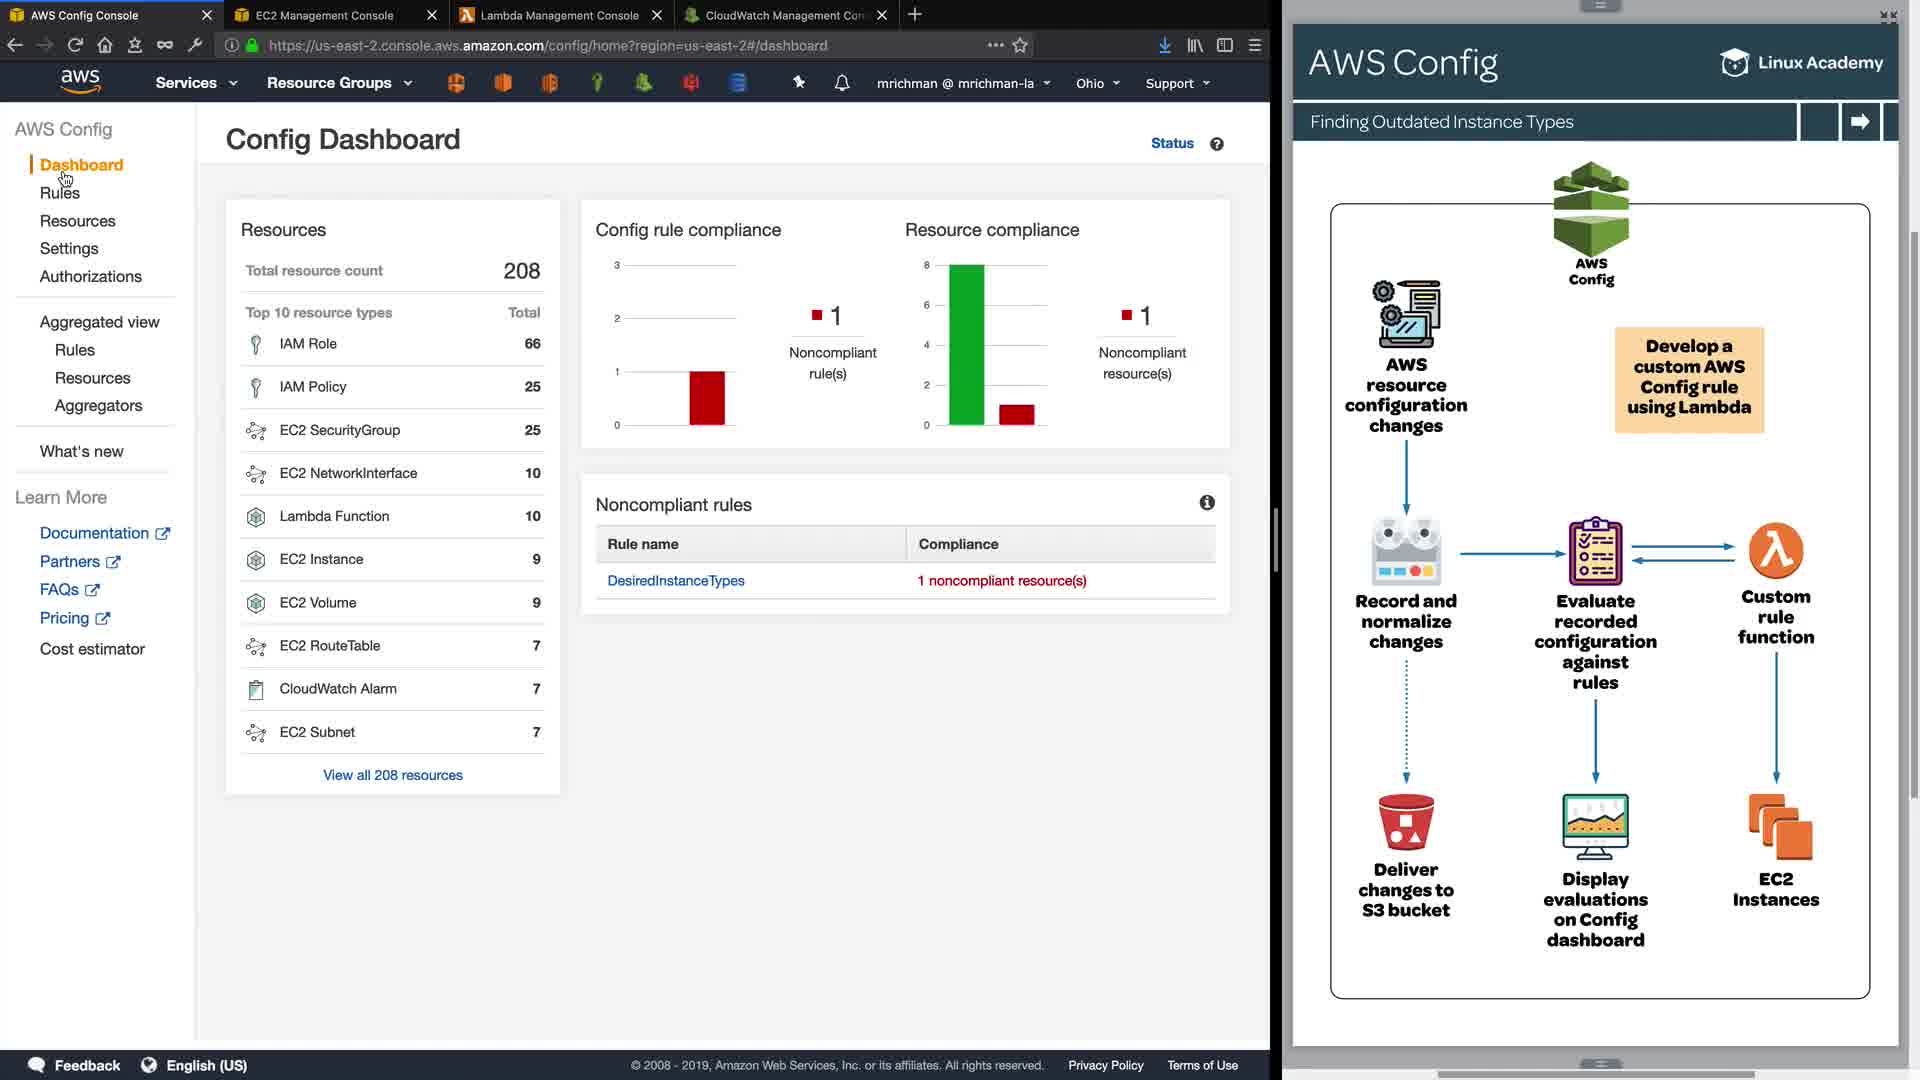 AWS Config Console
EC2 Management Console
Lambda Management Console
CloudWatch Management Con
https://us-east-2.console.aws.amazon.com/config/home?region=us-east-2#/dashboard
aws
Services
Resource Groups
mrichman @ mrichman-la
Ohio
Support
AWS Config
Dashboard
Rules
Resources
Settings
Authorizations
Aggregated view
Rules
Resources
Aggregators
What's new
Learn More
Documentation
Partners
FAQs
Pricing
Cost estimator
Config Dashboard
Status
Resources
Total resource count 208
Top 10 resource types Total
IAM Role 66
IAM Policy 25
EC2 SecurityGroup 25
EC2 NetworkInterface 10
Lambda Function 10
EC2 Instance 9
EC2 Volume 9
EC2 RouteTable 7
CloudWatch Alarm 7
EC2 Subnet 7
View all 208 resources
Config rule compliance
3
2
1
0
1
Noncompliant
rule(s)
Resource compliance
8
6
4
2
0
1
Noncompliant
resource(s)
Noncompliant rules
Rule name Compliance
DesiredInstanceTypes 1 noncompliant resource(s)
Feedback
English (US)
© 2008 - 2019, Amazon Web Services, Inc. or its affiliates. All rights reserved.
Privacy Policy
Terms of Use
AWS Config
Linux Academy
Finding Outdated Instance Types
AWS
Config
AWS
resource
configuration
changes
Develop a
custom AWS
Config rule
using Lambda
Record and
normalize
changes
Evaluate
recorded
configuration
against
rules
Custom
rule
function
Deliver
changes to
S3 bucket
Display
evaluations
on Config
dashboard
EC2
Instances